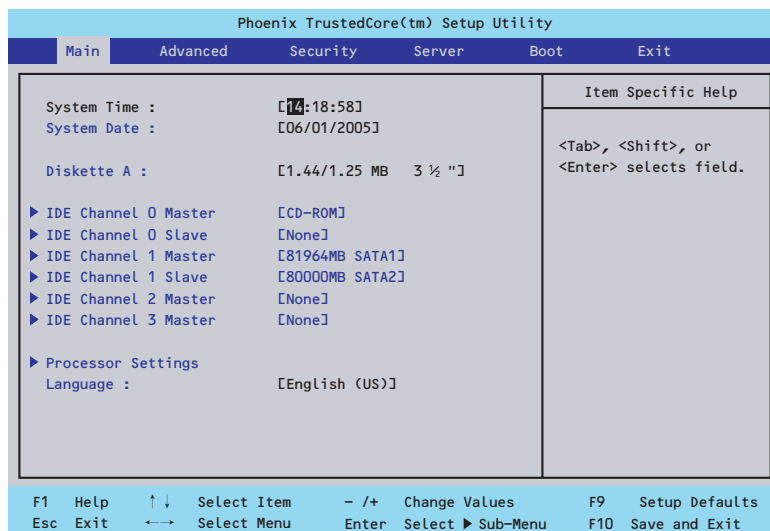 Phoenix TrustedCore(tm) Setup Utility
Main Advanced Security Server Boot Exit
System Time : [14:18:58]
System Date : [06/01/2005]
Diskette A : [1.44/1.25 MB 3 ½ "]
▶ IDE Channel 0 Master [CD-ROM]
▶ IDE Channel 0 Slave [None]
▶ IDE Channel 1 Master [81964MB SATA1]
▶ IDE Channel 1 Slave [80000MB SATA2]
▶ IDE Channel 2 Master [None]
▶ IDE Channel 3 Master [None]
▶ Processor Settings
Language : [English (US)]
Item Specific Help
<Tab>, <Shift>, or
<Enter> selects field.
F1 Help ↑↓ Select Item - /+ Change Values F9 Setup Defaults
Esc Exit ←→ Select Menu Enter Select ▶ Sub-Menu F10 Save and Exit